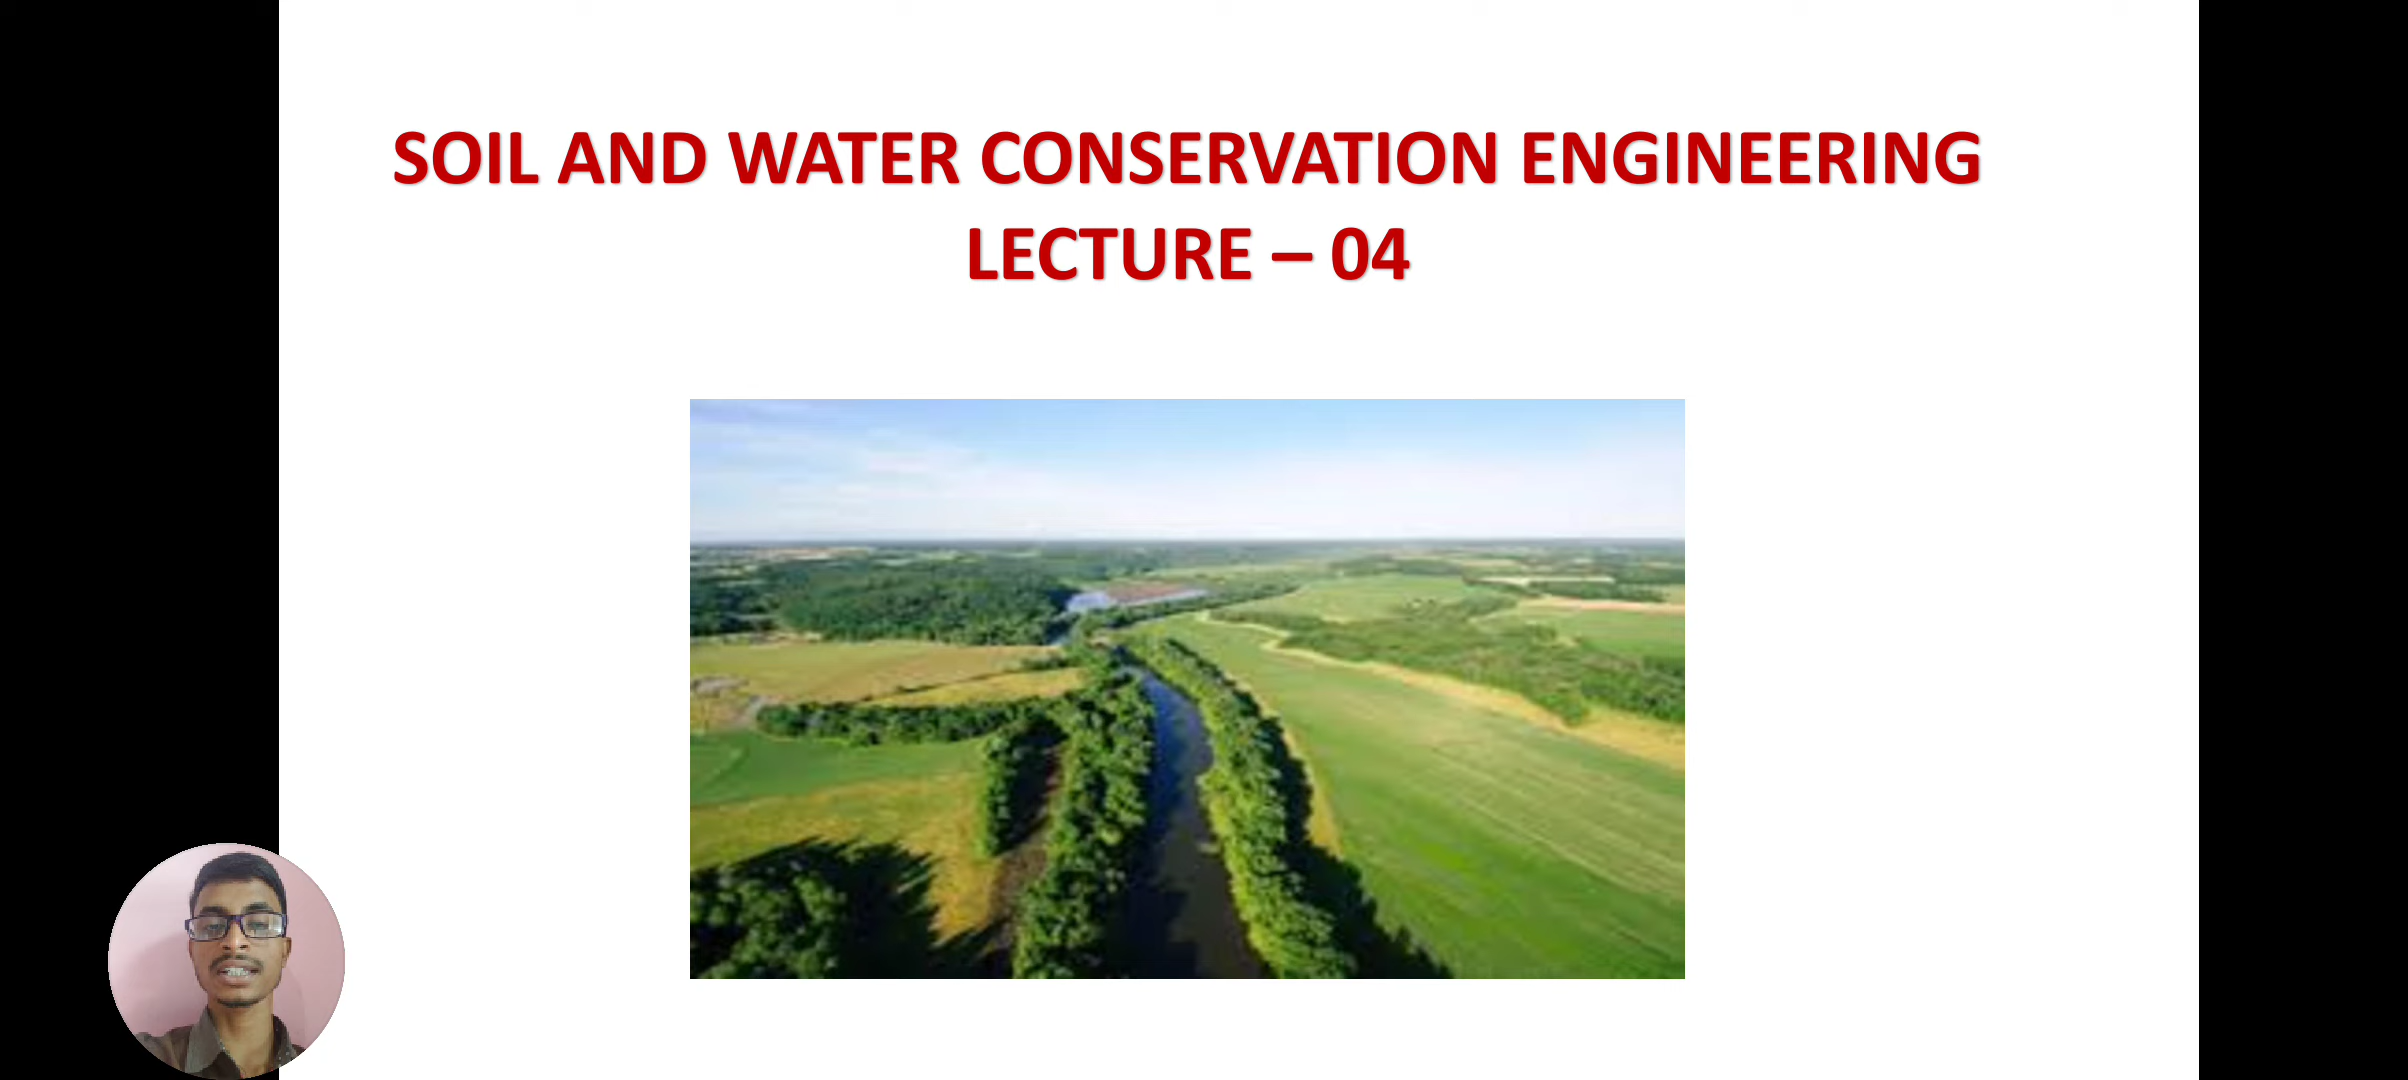 SOIL AND WATER CONSERVATION ENGINEERING
LECTURE – 04